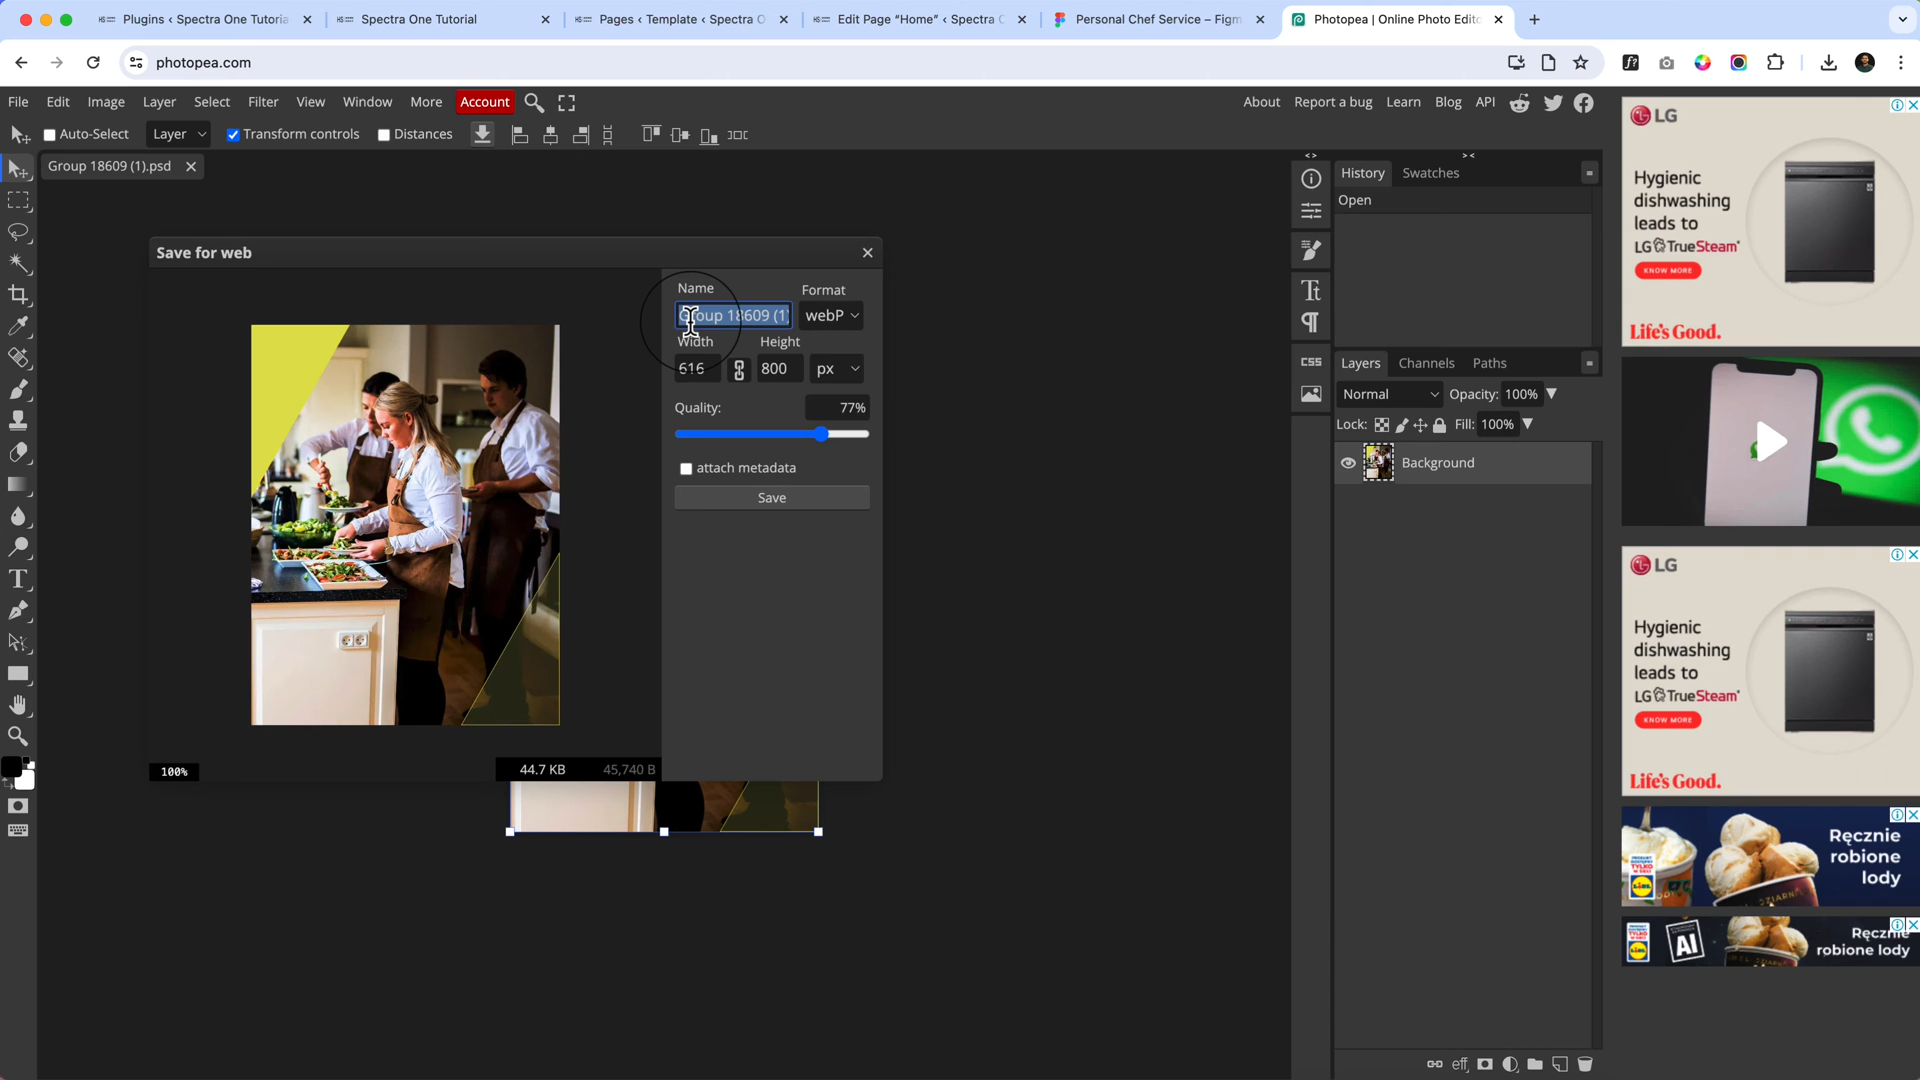 Plugins ‹ Spectra One Tutoria
Spectra One Tutorial
Pages ‹ Template ‹ Spectra O
Edit Page “Home” ‹ Spectra O
Personal Chef Service – Figm
Photopea | Online Photo Edito
photopea.com
File Edit Image Layer Select Filter View Window More Account
About Report a bug Learn Blog API
Auto-Select Layer Transform controls Distances
Group 18609 (1).psd
Save for web
Name Format
Group 18609 (1) webP
Width Height
616 800 px
Quality: 77%
attach metadata
Save
100%
44.7 KB 45,740 B
CSS
History Swatches
Open
Layers Channels Paths
Normal Opacity: 100%
Lock: Fill: 100%
Background
eff
LG
Hygienic
dishwashing
leads to
LG TrueSteam
KNOW MORE
Life's Good.
LG
Hygienic
dishwashing
leads to
LG TrueSteam
KNOW MORE
Life's Good.
Ręcznie
robione
lody
LIDL
Ręcznie
robione lody